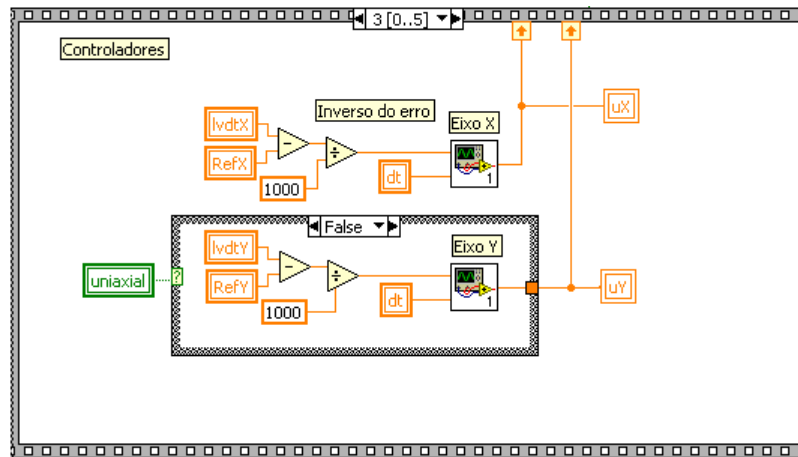 3 [0..5]
Controladores
Inverso do erro
Eixo X
lvdtX
RefX
1000
dt
1
uX
False
Eixo Y
lvdtY
RefY
1000
dt
1
uniaxial
?
uY